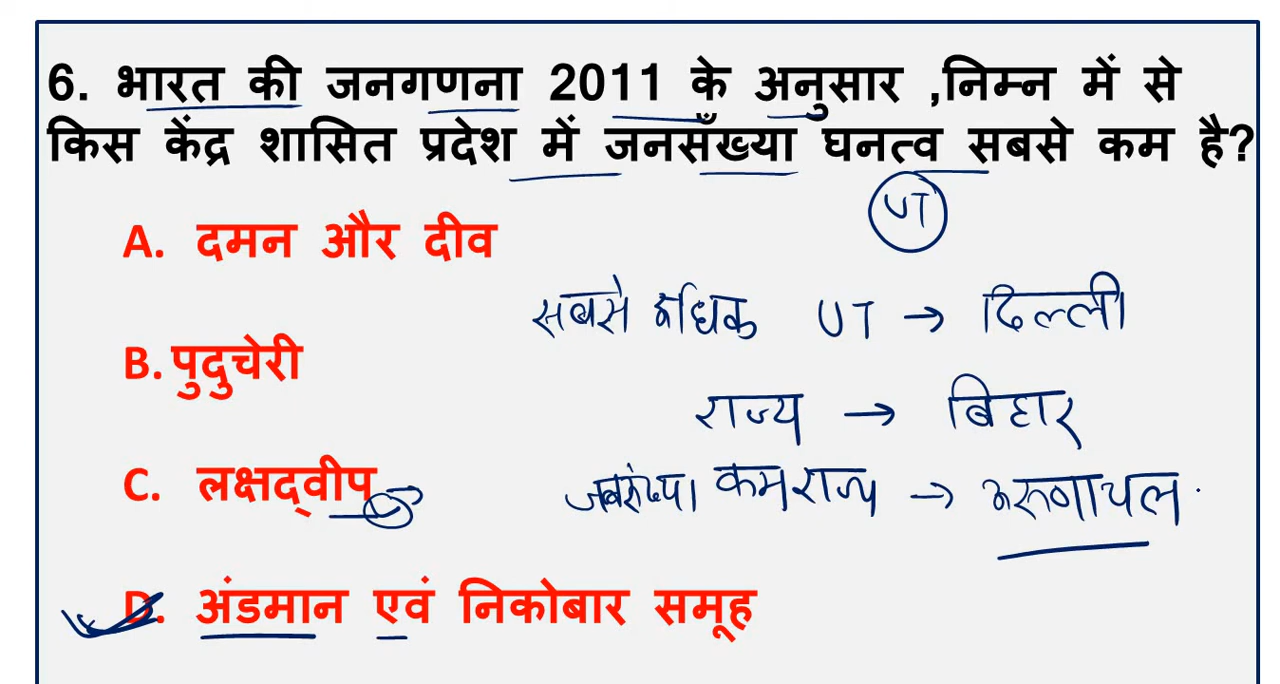 6. भारत की जनगणना 2011 के अनुसार ,निम्न में से
किस केंद्र शासित प्रदेश में जनसँख्या घनत्व सबसे कम है?
UT
A. दमन और दीव
सबसे अधिक UT → दिल्ली
B. पुदुचेरी
राज्य → बिहार
C. लक्षद्वीप
जनसंख्या कम राज्य → अरुणाचल
D. अंडमान एवं निकोबार समूह